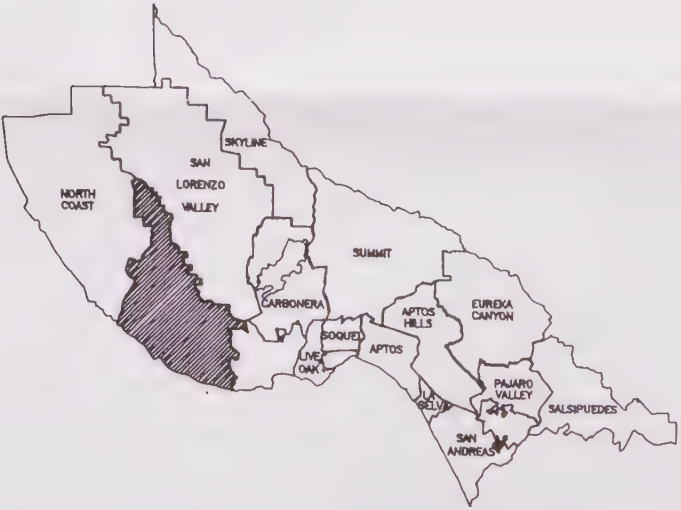 SKYLINE
SAN
LORENZO
VALLEY
NORTH
COAST
SUMMIT
CARBONERA
APTOS
HILLS
EUREKA
CANYON
SOQUEL
LIVE
OAK
APTOS
PAJARO
VALLEY
LA
SELVA
SALSIPUEDES
SAN
ANDREAS